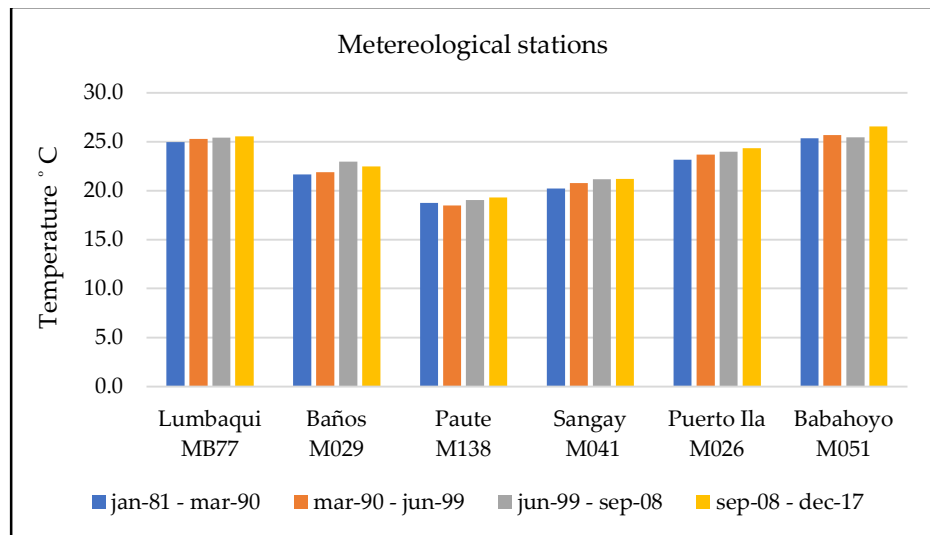 Metereological stations
Temperature ° C
30.0
25.0
20.0
15.0
10.0
5.0
0.0
Lumbaqui Baños Paute Sangay Puerto Ila Babahoyo
MB77 M029 M138 M041 M026 M051
jan-81 - mar-90 mar-90 - jun-99 jun-99 - sep-08 sep-08 - dec-17